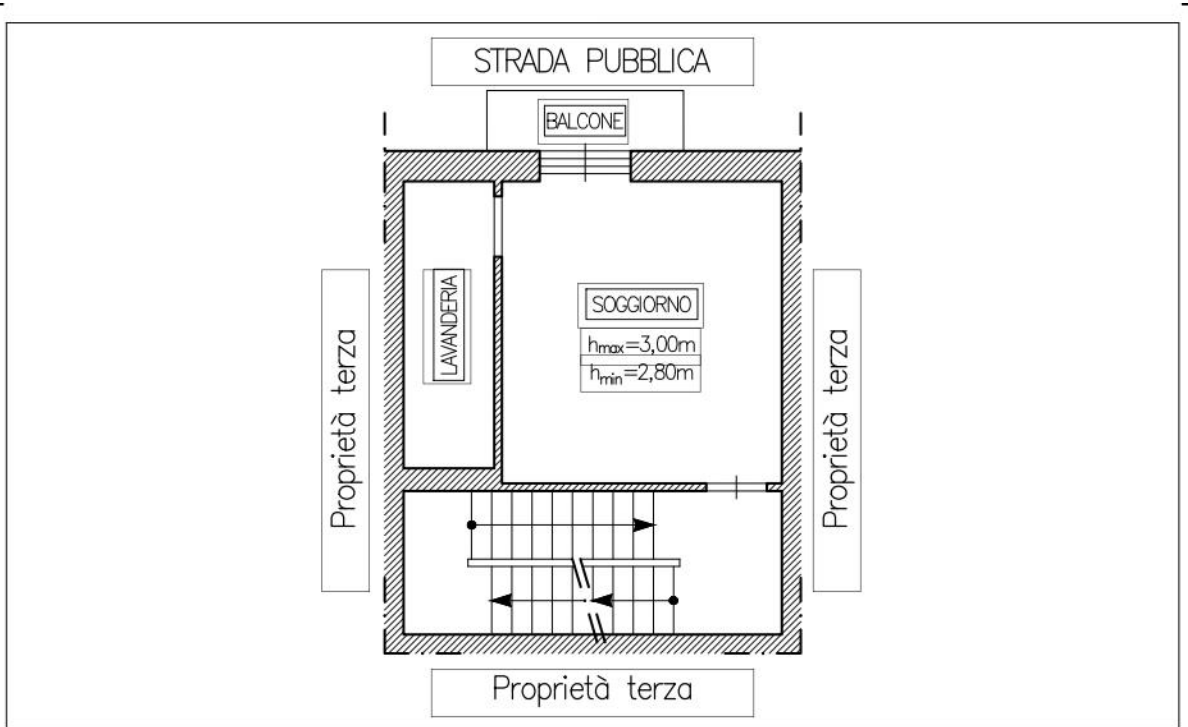 STRADA PUBBLICA
BALCONE
LAVANDERIA
SOGGIORNO
hmax=3,00m
hmin=2,80m
Proprietà terza
Proprietà terza
Proprietà terza